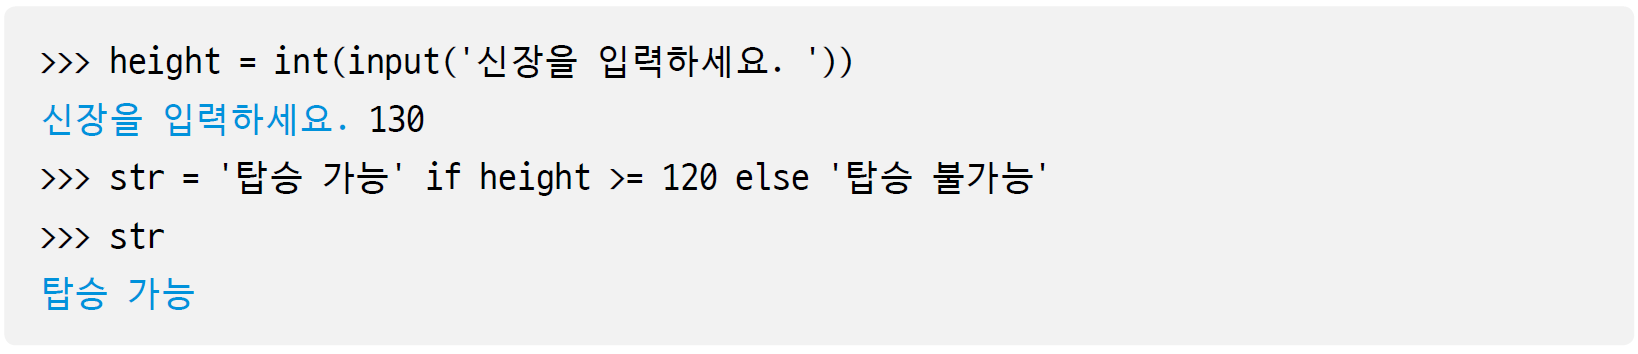 >>> height = int(input('신장을 입력하세요. '))
신장을 입력하세요. 130
>>> str = '탑승 가능' if height >= 120 else '탑승 불가능'
>>> str
탑승 가능